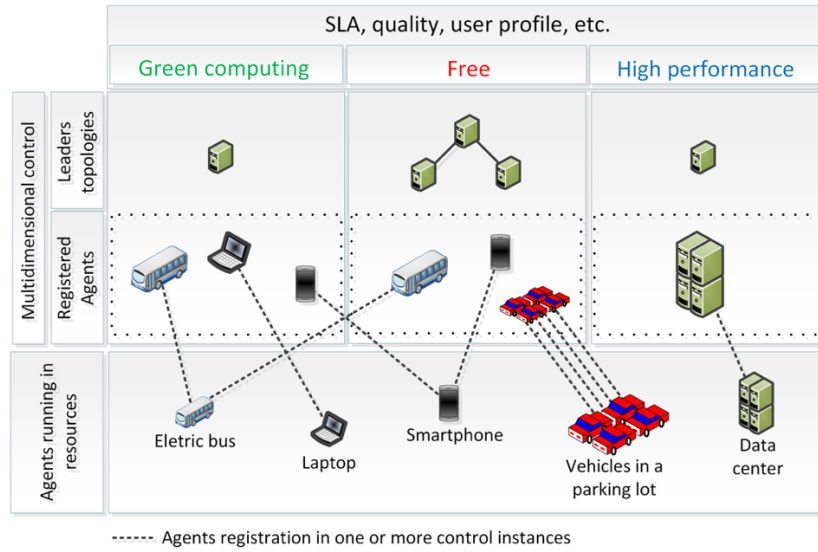 SLA, quality, user profile, etc.
Green computing
Free
High performance
Multidimensional control
Leaders
topologies
Registered
Agents
Agents running in
resources
Eletric bus
Laptop
Smartphone
Vehicles in a
parking lot
Data
center
Agents registration in one or more control instances